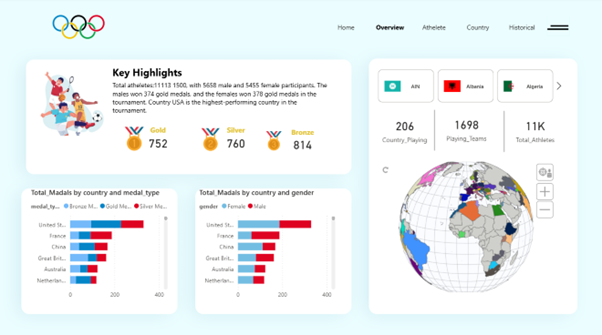 Home Overview Athelete Country Historical
Key Highlights
Total atheletes:11113 1500, with 5658 male and 5455 female participants. The
males won 374 gold medals, and the females won 378 gold medals in the
tournament. Country USA is the highest-performing country in the
tournament.
Gold
752
Silver
760
Bronze
814
AIN
Albania
Algeria
206
Country_Playing
1698
Playing_Teams
11K
Total_Athletes
Total_Madals by country and medal_type
medal_ty... Bronze M... Gold Me... Silver Ma...
United St...
France
China
Great Brit...
Australia
Netherlan...
0 200 400
Total_Madals by country and gender
gender Female Male
United St...
France
China
Great Brit...
Australia
Netherlan...
0 200 400